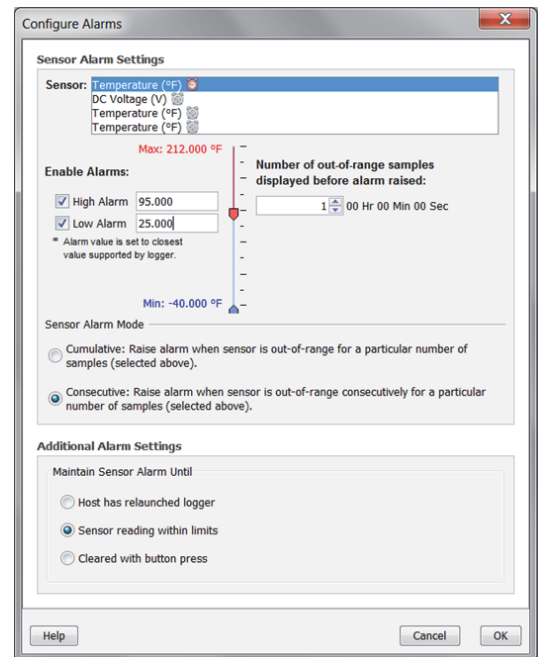 Configure Alarms
Sensor Alarm Settings
Sensor: Temperature (°F)
DC Voltage (V)
Temperature (°F)
Temperature (°F)
Max: 212.000 °F
Enable Alarms:
High Alarm 95.000
Low Alarm 25.000
* Alarm value is set to closest
value supported by logger.
Min: -40.000 °F
Number of out-of-range samples
displayed before alarm raised:
1 00 Hr 00 Min 00 Sec
Sensor Alarm Mode
Cumulative: Raise alarm when sensor is out-of-range for a particular number of
samples (selected above).
Consecutive: Raise alarm when sensor is out-of-range consecutively for a particular
number of samples (selected above).
Additional Alarm Settings
Maintain Sensor Alarm Until
Host has relaunched logger
Sensor reading within limits
Cleared with button press
Help
Cancel
OK